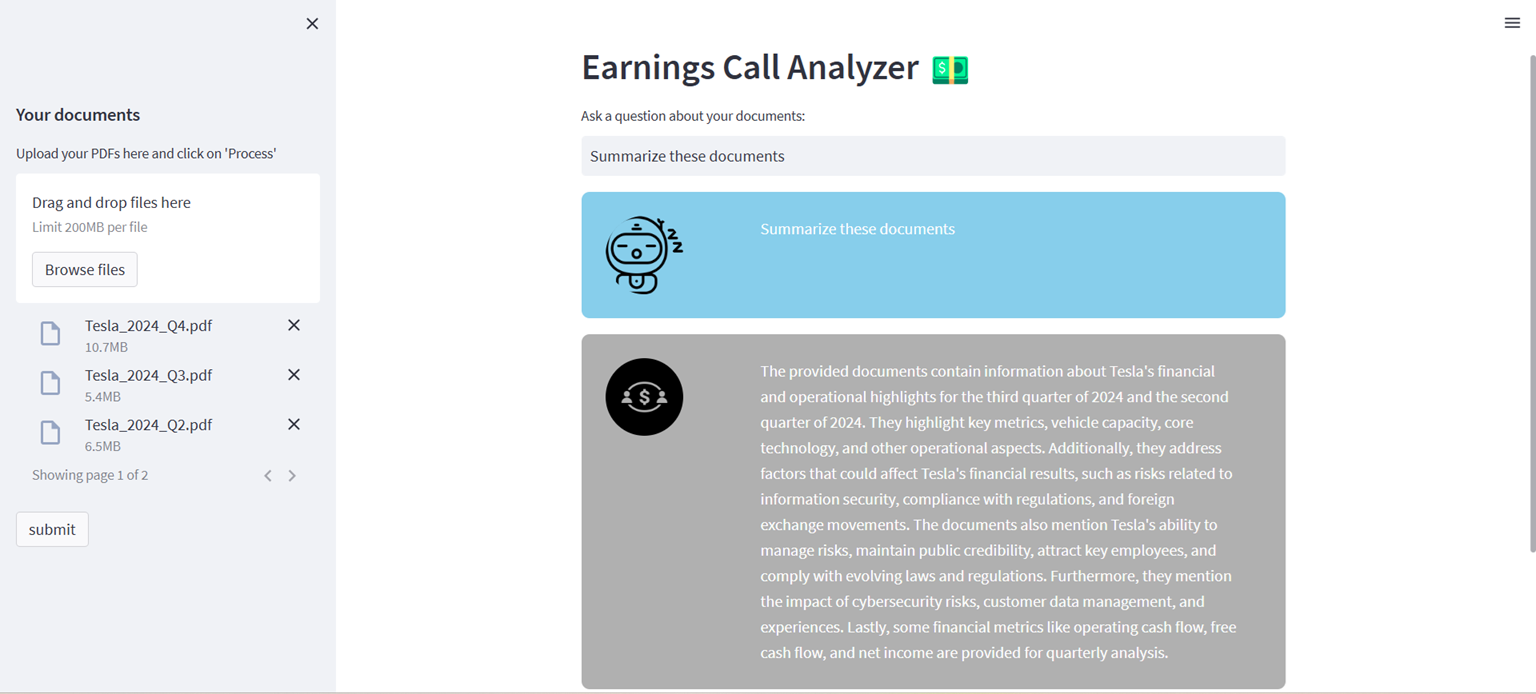 Your documents
Upload your PDFs here and click on 'Process'
Drag and drop files here
Limit 200MB per file
Browse files
Tesla_2024_Q4.pdf
10.7MB
Tesla_2024_Q3.pdf
5.4MB
Tesla_2024_Q2.pdf
6.5MB
Showing page 1 of 2
submit
Earnings Call Analyzer
Ask a question about your documents:
Summarize these documents
Summarize these documents
The provided documents contain information about Tesla's financial
and operational highlights for the third quarter of 2024 and the second
quarter of 2024. They highlight key metrics, vehicle capacity, core
technology, and other operational aspects. Additionally, they address
factors that could affect Tesla's financial results, such as risks related to
information security, compliance with regulations, and foreign
exchange movements. The documents also mention Tesla's ability to
manage risks, maintain public credibility, attract key employees, and
comply with evolving laws and regulations. Furthermore, they mention
the impact of cybersecurity risks, customer data management, and
experiences. Lastly, some financial metrics like operating cash flow, free
cash flow, and net income are provided for quarterly analysis.